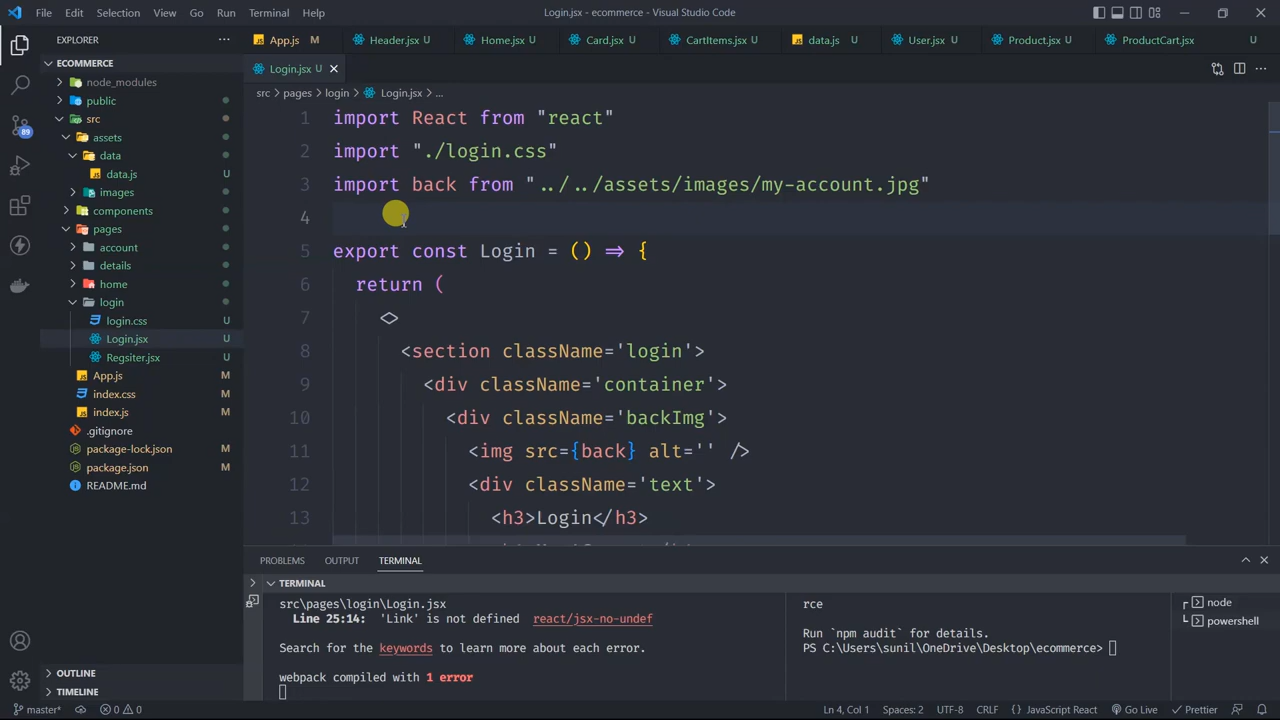 File Edit Selection View Go Run Terminal Help
Login.jsx - ecommerce - Visual Studio Code
EXPLORER
ECOMMERCE
node_modules
public
src
assets
data
data.js U
images
components
pages
account
details
home
login
login.css U
Login.jsx U
Regsiter.jsx U
App.js M
index.css M
index.js M
.gitignore
package-lock.json M
package.json M
README.md
OUTLINE
TIMELINE
89
App.js M Header.jsx U Home.jsx U Card.jsx U CartItems.jsx U data.js U User.jsx U Product.jsx U ProductCart.jsx U
Login.jsx U
src > pages > login > Login.jsx > ...
1 import React from "react"
2 import "./login.css"
3 import back from "../../assets/images/my-account.jpg"
4
5 export const Login = () => {
6 return (
7 <>
8 <section className='login'>
9 <div className='container'>
10 <div className='backImg'>
11 <img src={back} alt='' />
12 <div className='text'>
13 <h3>Login</h3>
PROBLEMS OUTPUT TERMINAL
TERMINAL
src\pages\login\Login.jsx
Line 25:14: 'Link' is not defined react/jsx-no-undef
Search for the keywords to learn more about each error.
webpack compiled with 1 error
rce
Run `npm audit` for details.
PS C:\Users\sunil\OneDrive\Desktop\ecommerce>
node
powershell
master* 0 0 Ln 4, Col 1 Spaces: 2 UTF-8 CRLF {} JavaScript React Go Live Prettier